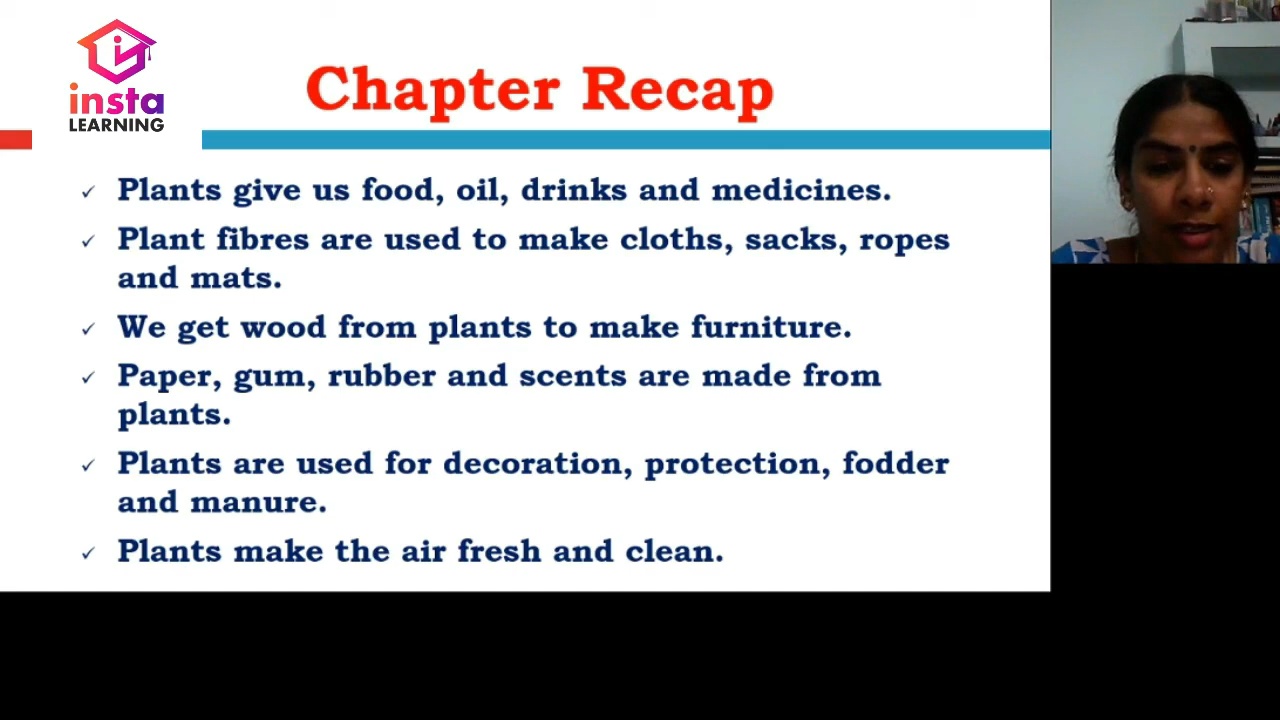 insta
LEARNING
Chapter Recap
✓ Plants give us food, oil, drinks and medicines.
✓ Plant fibres are used to make cloths, sacks, ropes
and mats.
✓ We get wood from plants to make furniture.
✓ Paper, gum, rubber and scents are made from
plants.
✓ Plants are used for decoration, protection, fodder
and manure.
✓ Plants make the air fresh and clean.